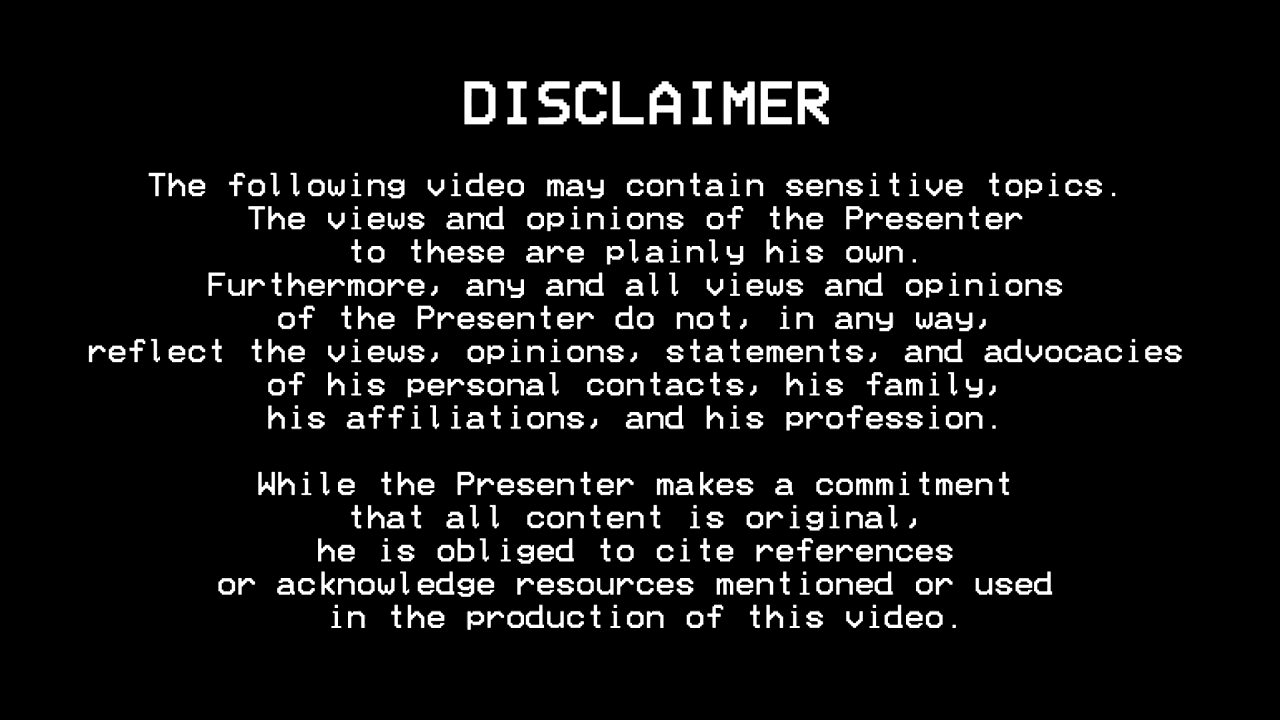 DISCLAIMER
The following video may contain sensitive topics.
The views and opinions of the Presenter
to these are plainly his own.
Furthermore, any and all views and opinions
of the Presenter do not, in any way,
reflect the views, opinions, statements, and advocacies
of his personal contacts, his family,
his affiliations, and his profession.
While the Presenter makes a commitment
that all content is original,
he is obliged to cite references
or acknowledge resources mentioned or used
in the production of this video.